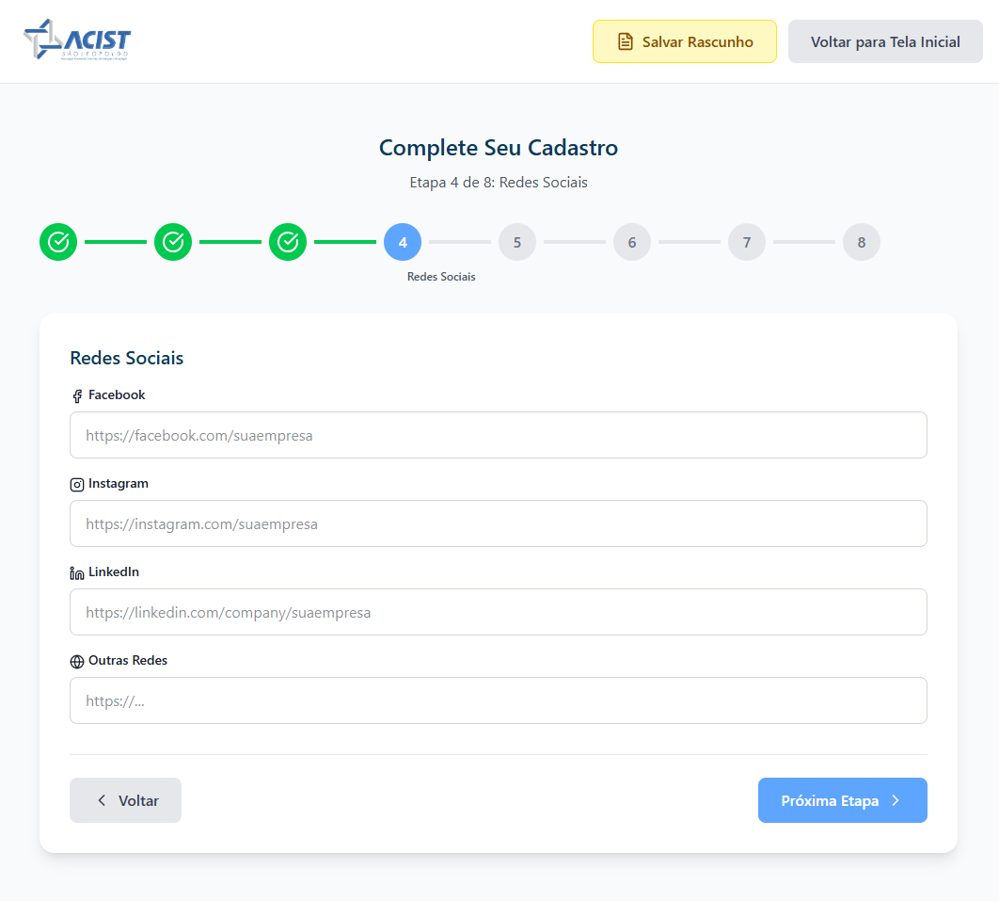 ACIST
SÃO LEOPOLDO
Salvar Rascunho
Voltar para Tela Inicial
Complete Seu Cadastro
Etapa 4 de 8: Redes Sociais
4
5
6
7
8
Redes Sociais
Redes Sociais
Facebook
https://facebook.com/suaempresa
Instagram
https://instagram.com/suaempresa
LinkedIn
https://linkedin.com/company/suaempresa
Outras Redes
https://...
Voltar
Próxima Etapa